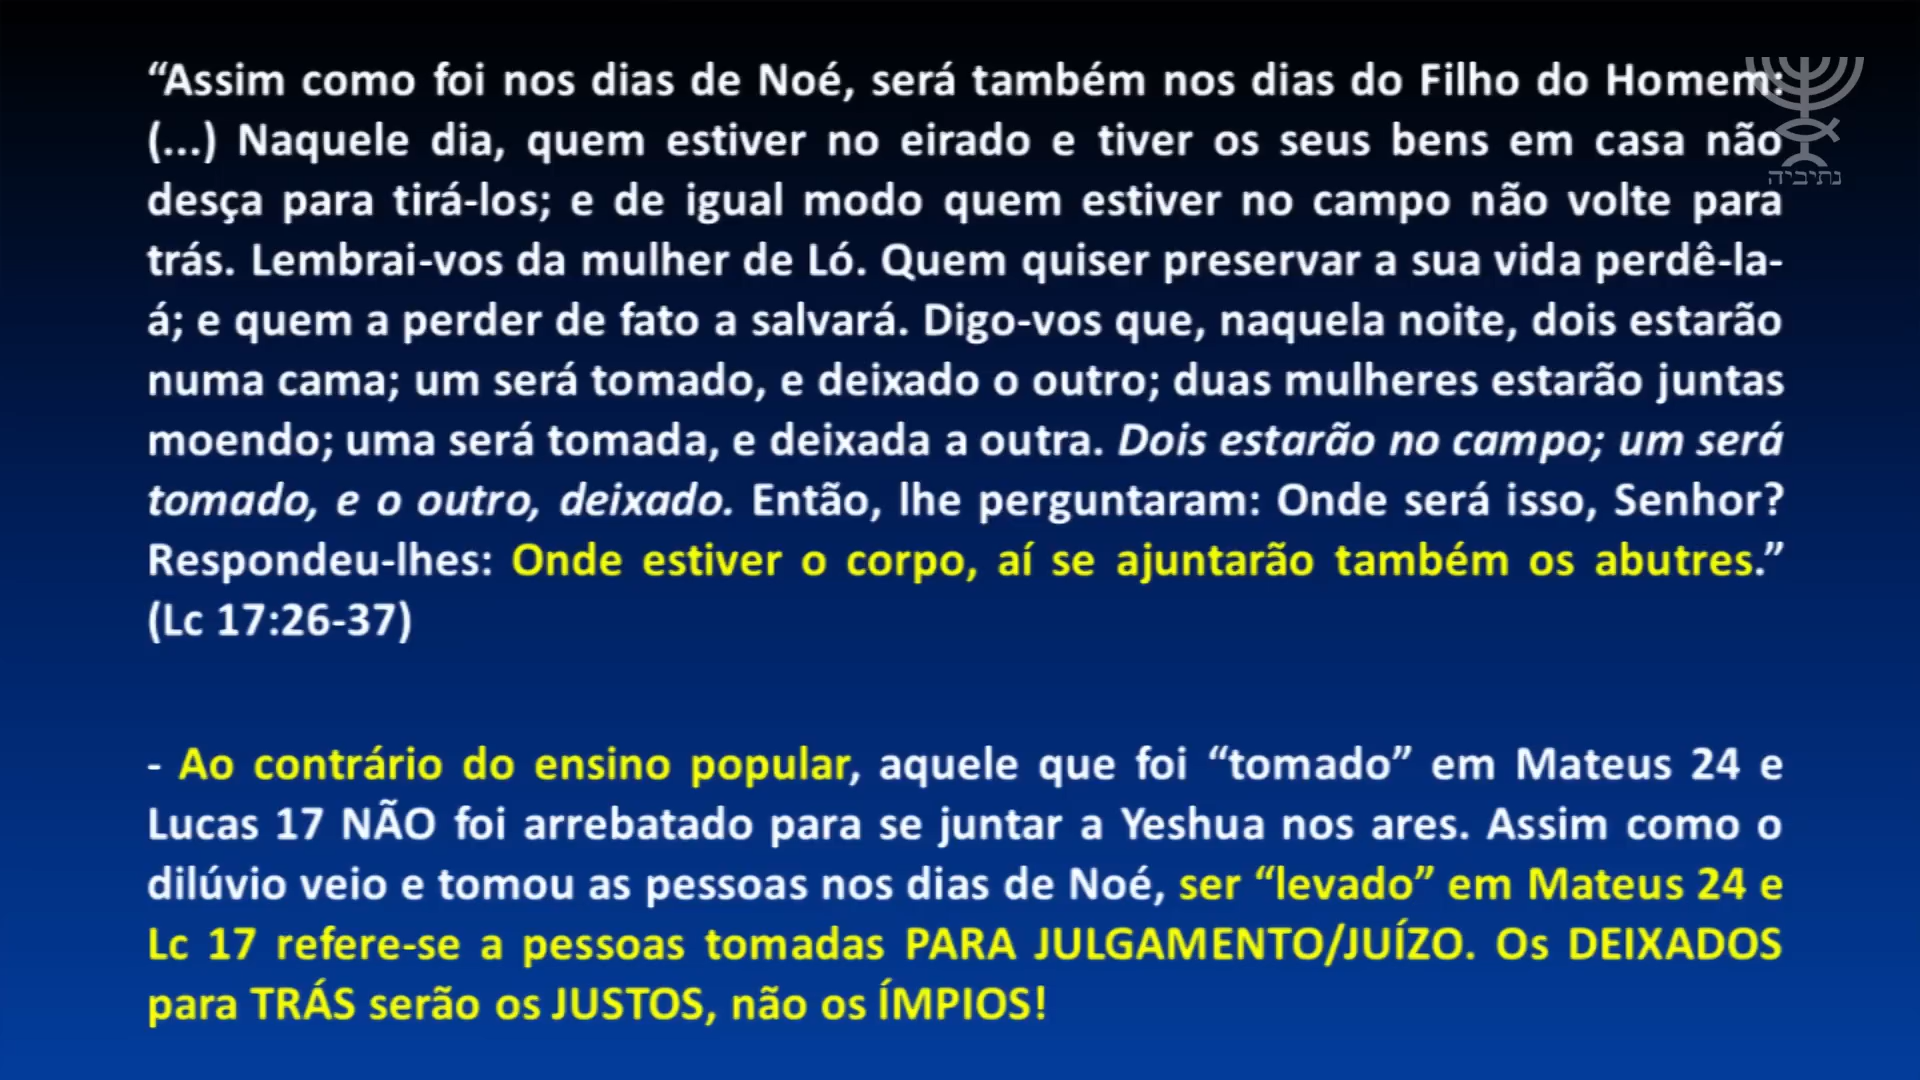 “Assim como foi nos dias de Noé, será também nos dias do Filho do Homem:
(...) Naquele dia, quem estiver no eirado e tiver os seus bens em casa não
desça para tirá-los; e de igual modo quem estiver no campo não volte para
trás. Lembrai-vos da mulher de Ló. Quem quiser preservar a sua vida perdê-la-
á; e quem a perder de fato a salvará. Digo-vos que, naquela noite, dois estarão
numa cama; um será tomado, e deixado o outro; duas mulheres estarão juntas
moendo; uma será tomada, e deixada a outra. Dois estarão no campo; um será
tomado, e o outro, deixado. Então, lhe perguntaram: Onde será isso, Senhor?
Respondeu-lhes: Onde estiver o corpo, aí se ajuntarão também os abutres.”
(Lc 17:26-37)
- Ao contrário do ensino popular, aquele que foi “tomado” em Mateus 24 e
Lucas 17 NÃO foi arrebatado para se juntar a Yeshua nos ares. Assim como o
dilúvio veio e tomou as pessoas nos dias de Noé, ser “levado” em Mateus 24 e
Lc 17 refere-se a pessoas tomadas PARA JULGAMENTO/JUÍZO. Os DEIXADOS
para TRÁS serão os JUSTOS, não os ÍMPIOS!
נתיביה